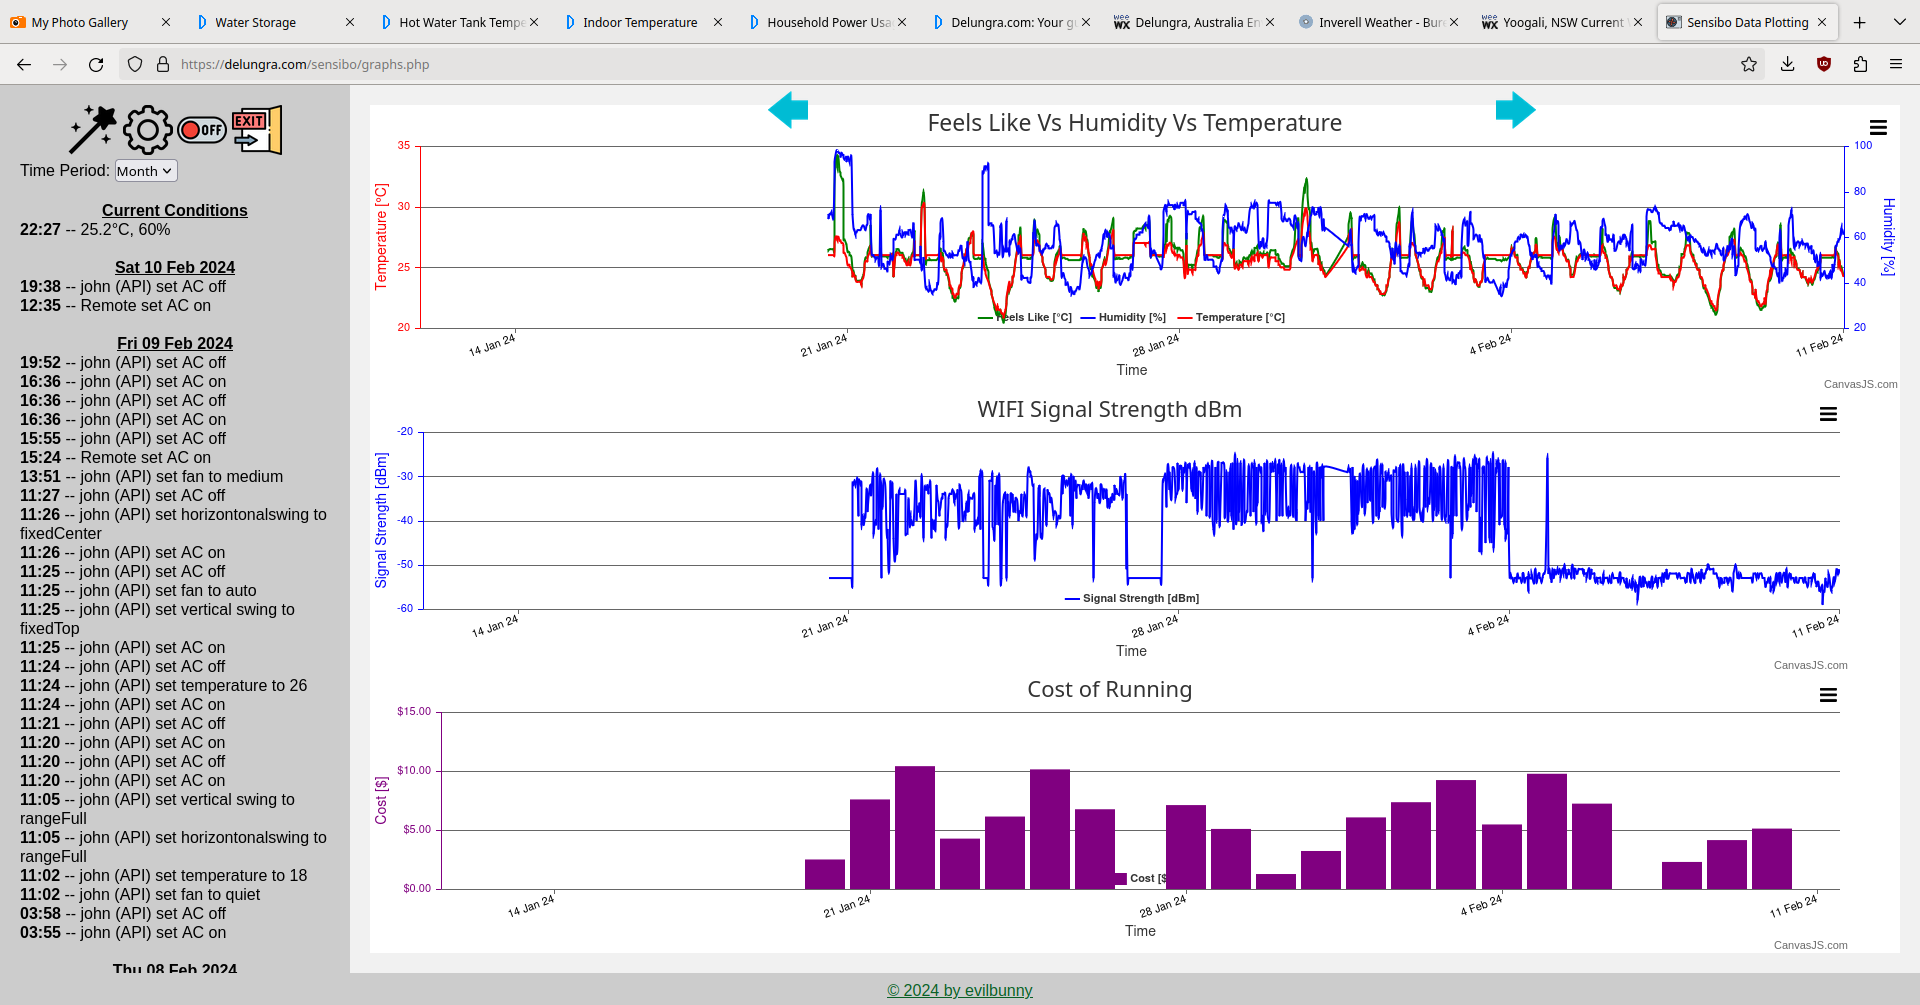 My Photo Gallery
Water Storage
Hot Water Tank Tempe
Indoor Temperature
Household Power Usa
Delungra.com: Your g
Delungra, Australia En
Inverell Weather - Bur
Yoogali, NSW Current
Sensibo Data Plotting
https://delungra.com/sensibo/graphs.php
OFF
EXIT
Time Period: Month
Current Conditions
22:27 -- 25.2°C, 60%
Sat 10 Feb 2024
19:38 -- john (API) set AC off
12:35 -- Remote set AC on
Fri 09 Feb 2024
19:52 -- john (API) set AC off
16:36 -- john (API) set AC on
16:36 -- john (API) set AC off
16:36 -- john (API) set AC on
15:55 -- john (API) set AC off
15:24 -- Remote set AC on
13:51 -- john (API) set fan to medium
11:27 -- john (API) set AC off
11:26 -- john (API) set horizontonalswing to
fixedCenter
11:26 -- john (API) set AC on
11:25 -- john (API) set AC off
11:25 -- john (API) set fan to auto
11:25 -- john (API) set vertical swing to
fixedTop
11:25 -- john (API) set AC on
11:24 -- john (API) set AC off
11:24 -- john (API) set temperature to 26
11:24 -- john (API) set AC on
11:21 -- john (API) set AC off
11:20 -- john (API) set AC on
11:20 -- john (API) set AC off
11:20 -- john (API) set AC on
11:05 -- john (API) set vertical swing to
rangeFull
11:05 -- john (API) set horizontonalswing to
rangeFull
11:02 -- john (API) set temperature to 18
11:02 -- john (API) set fan to quiet
03:58 -- john (API) set AC off
03:55 -- john (API) set AC on
Thu 08 Feb 2024
Feels Like Vs Humidity Vs Temperature
Temperature [°C]
35
30
25
20
Humidity [%]
100
80
60
40
20
Feels Like [°C] Humidity [%] Temperature [°C]
14 Jan 24
21 Jan 24
28 Jan 24
4 Feb 24
11 Feb 24
Time
CanvasJS.com
WIFI Signal Strength dBm
Signal Strength [dBm]
-20
-30
-40
-50
-60
Signal Strength [dBm]
14 Jan 24
21 Jan 24
28 Jan 24
4 Feb 24
11 Feb 24
Time
CanvasJS.com
Cost of Running
Cost [$]
$15.00
$10.00
$5.00
$0.00
Cost [$
14 Jan 24
21 Jan 24
28 Jan 24
4 Feb 24
11 Feb 24
Time
CanvasJS.com
© 2024 by evilbunny